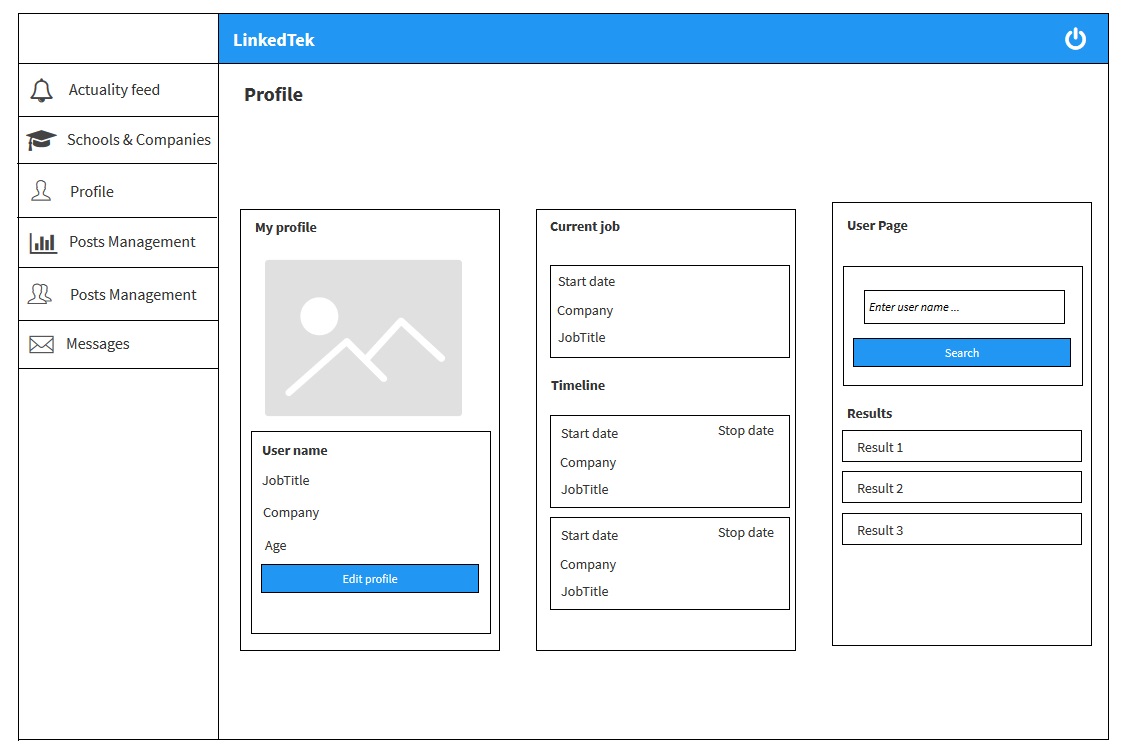 LinkedTek
Actuality feed
Schools & Companies
Profile
Posts Management
Posts Management
Messages
Profile
My profile
User name
JobTitle
Company
Age
Edit profile
Current job
Start date
Company
JobTitle
Timeline
Start date Stop date
Company
JobTitle
Start date Stop date
Company
JobTitle
User Page
Enter user name ...
Search
Results
Result 1
Result 2
Result 3